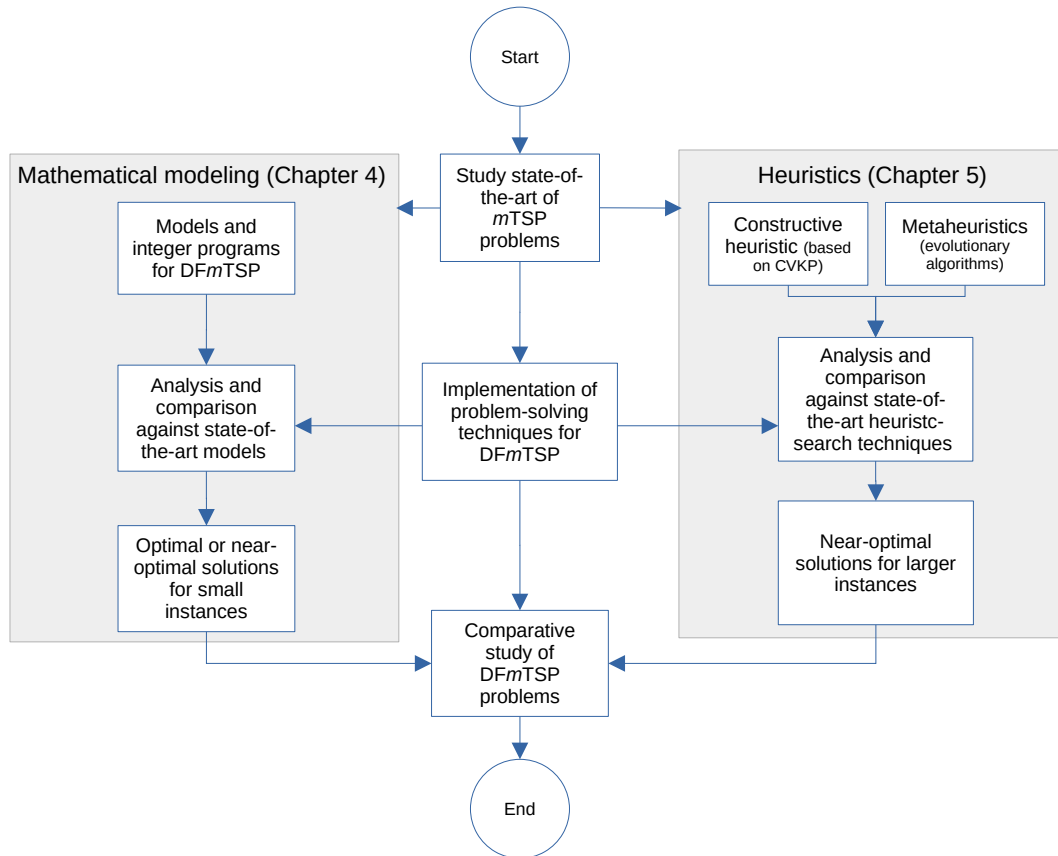 Start
Mathematical modeling (Chapter 4)
Models and
integer programs
for DFmTSP
Analysis and
comparison
against state-of-
the-art models
Optimal or near-
optimal solutions
for small
instances
Study state-of-
the-art of
mTSP
problems
Implementation of
problem-solving
techniques for
DFmTSP
Comparative
study of
DFmTSP
problems
End
Heuristics (Chapter 5)
Constructive
heuristic (based
on CVKP)
Metaheuristics
(evolutionary
algorithms)
Analysis and
comparison
against state-of-
the-art heuristc-
search techniques
Near-optimal
solutions for larger
instances